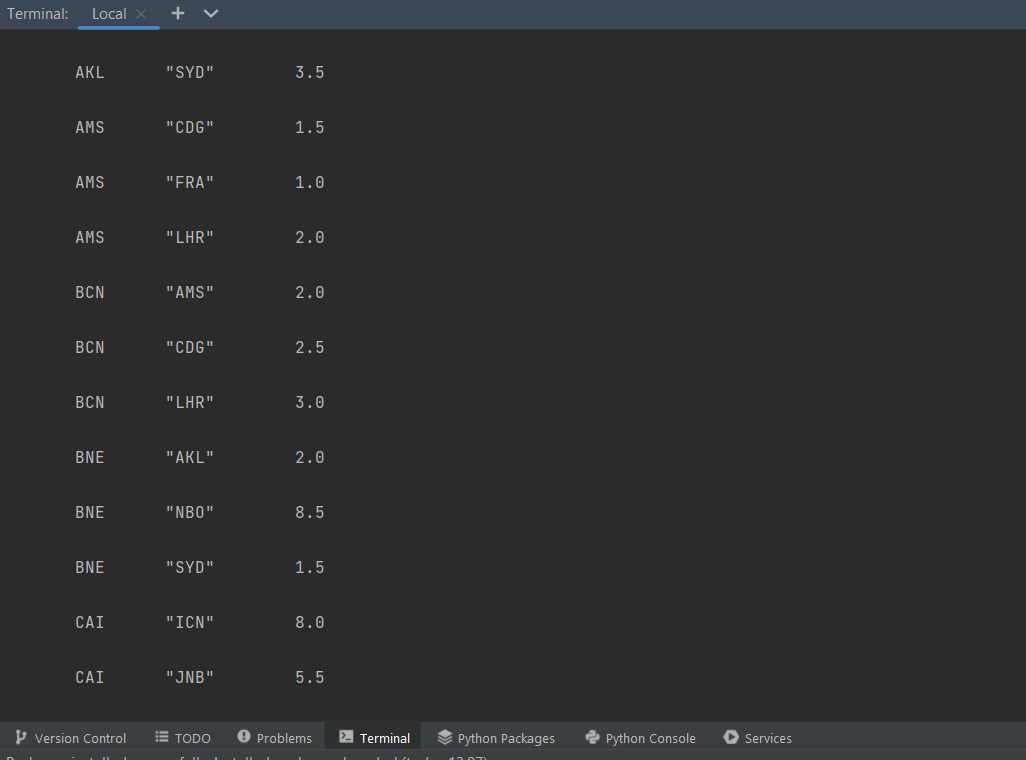 Terminal: Local
AKL "SYD" 3.5
AMS "CDG" 1.5
AMS "FRA" 1.0
AMS "LHR" 2.0
BCN "AMS" 2.0
BCN "CDG" 2.5
BCN "LHR" 3.0
BNE "AKL" 2.0
BNE "NBO" 8.5
BNE "SYD" 1.5
CAI "ICN" 8.0
CAI "JNB" 5.5
Version Control TODO Problems Terminal Python Packages Python Console Services